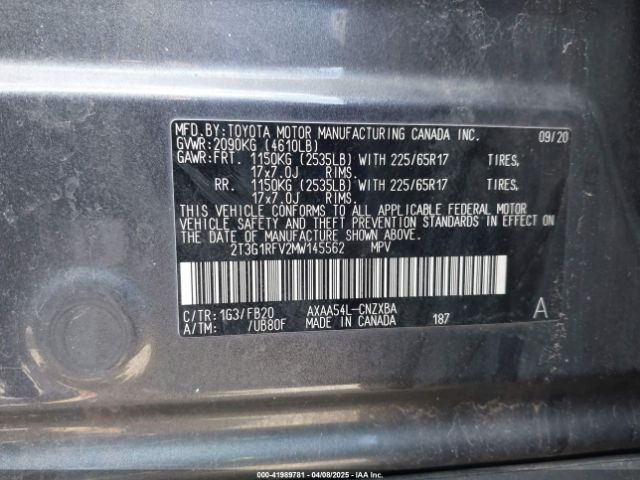 MFD.BY:TOYOTA MOTOR MANUFACTURING CANADA INC. 09/20
GVWR:2090KG (4610LB)
GAWR:FRT. 1150KG (2535LB) WITH 225/65R17 TIRES,
17x7.0J RIMS.
RR. 1150KG (2535LB) WITH 225/65R17 TIRES,
17x7.0J RIMS.
THIS VEHICLE CONFORMS TO ALL APPLICABLE FEDERAL MOTOR
VEHICLE SAFETY AND THEFT PREVENTION STANDARDS IN EFFECT
ON THE DATE OF MANUFACTURE SHOWN ABOVE.
2T3G1RFV2MW145562 MPV
C/TR:1G3/FB20 AXAA54L-CNZXBA A
A/TM: /UB80F MADE IN CANADA 187
000-41989781 - 04/08/2025 - IAAI.COM